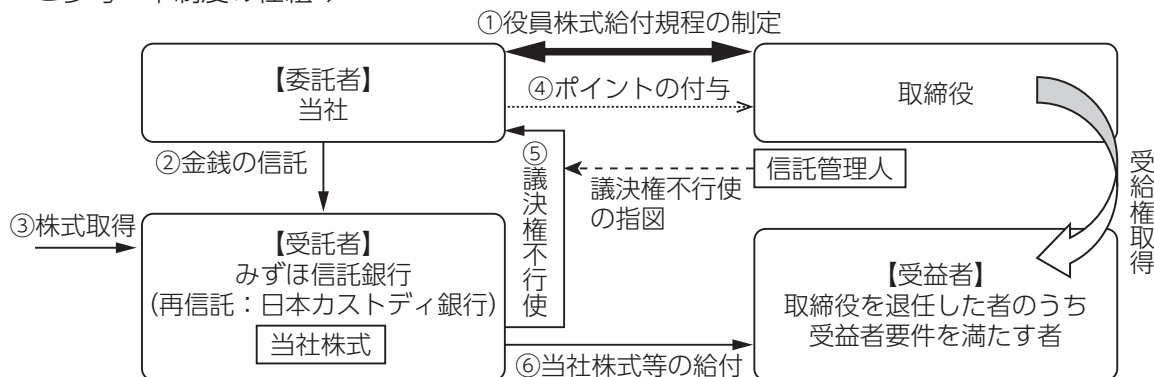 ①役員株式給付規程の制定
【委託者】
当社
④ポイントの付与
取締役
②金銭の信託
⑤議決権不行使
議決権不行使
の指図
信託管理人
受給権取得
③株式取得
【受託者】
みずほ信託銀行
(再信託：日本カストディ銀行)
当社株式
【受益者】
取締役を退任した者のうち
受益者要件を満たす者
⑥当社株式等の給付